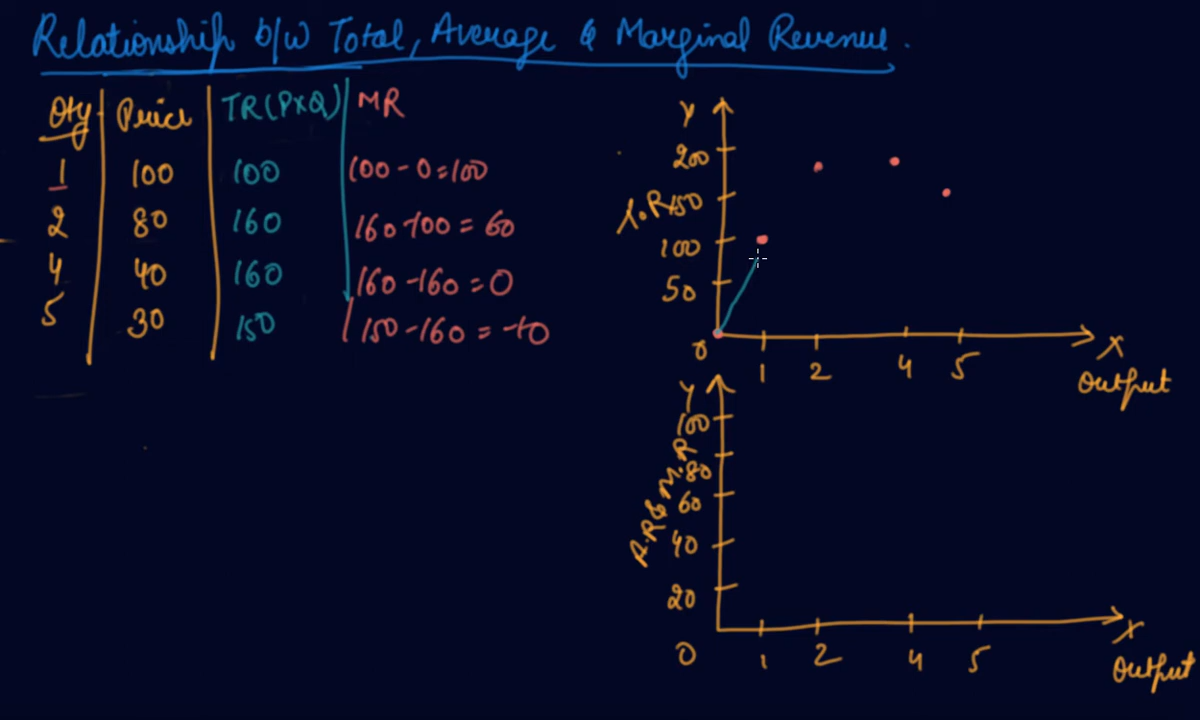 Relationship b/w Total, Average & Marginal Revenue.
Qty Price TR(PXQ) MR
1 100 100 100-0=100
2 80 160 160-100=60
4 40 160 160-160=0
5 30 150 150-160=-10
Y
200
T.R 150
100
50
0 1 2 4 5 X
Output
Y
100
80
60
40
20
A.R & M.R
0 1 2 4 5 X
Output